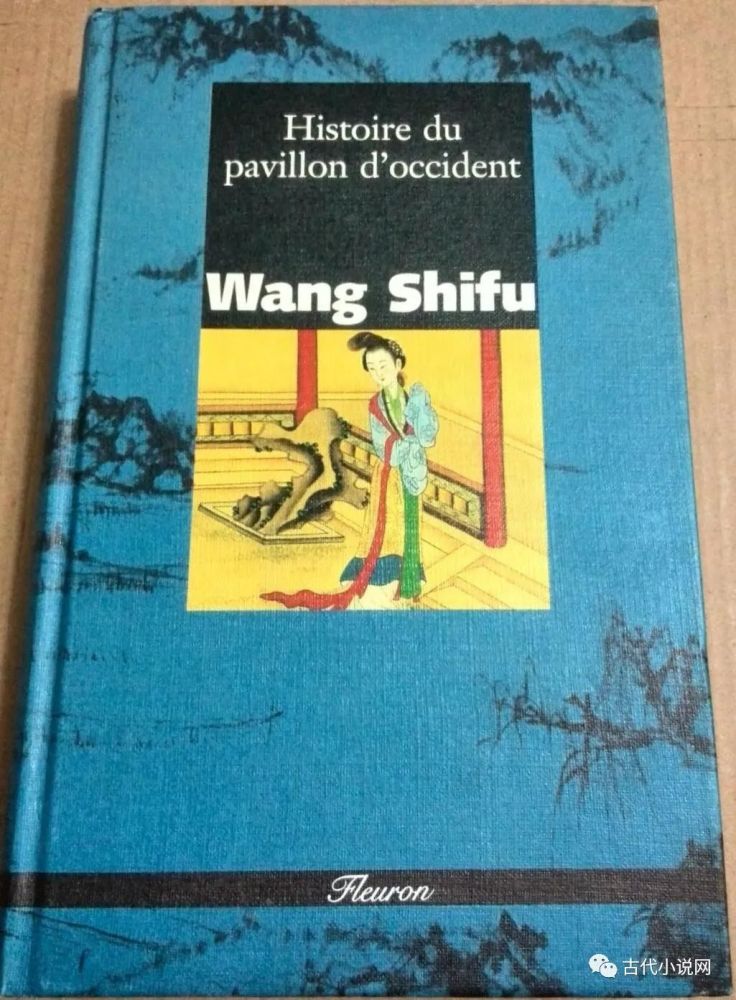 Histoire du
pavillon d'occident
Wang Shifu
Fleuron
古代小说网